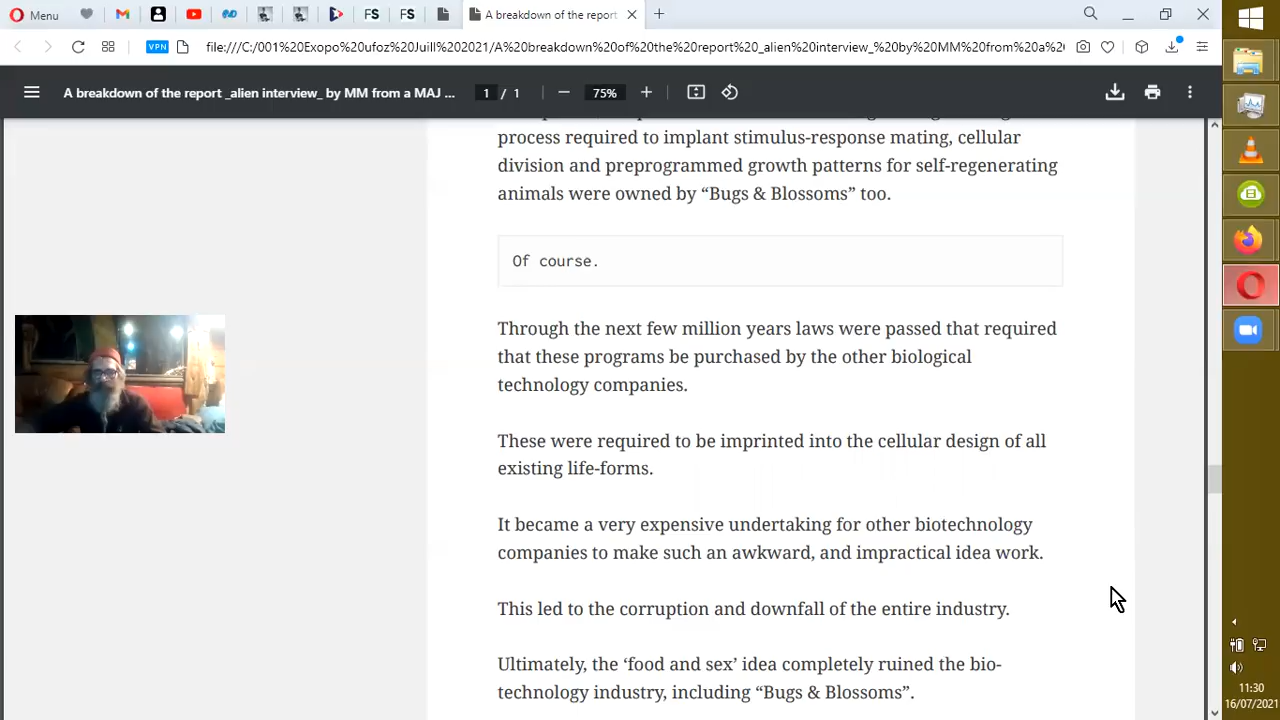 Menu
FS
FS
A breakdown of the report
VPN
file:///C:/001%20Exopo%20ufoz%20Juill%202021/A%20breakdown%20of%20the%20report%20_alien%20interview_%20by%20MM%20from%20a%2(
A breakdown of the report _alien interview_ by MM from a MAJ ...
1 / 1
75%
process required to implant stimulus-response mating, cellular
division and preprogrammed growth patterns for self-regenerating
animals were owned by “Bugs & Blossoms” too.
Of course.
Through the next few million years laws were passed that required
that these programs be purchased by the other biological
technology companies.
These were required to be imprinted into the cellular design of all
existing life-forms.
It became a very expensive undertaking for other biotechnology
companies to make such an awkward, and impractical idea work.
This led to the corruption and downfall of the entire industry.
Ultimately, the ‘food and sex’ idea completely ruined the bio-
technology industry, including “Bugs & Blossoms”.
11:30
16/07/2021